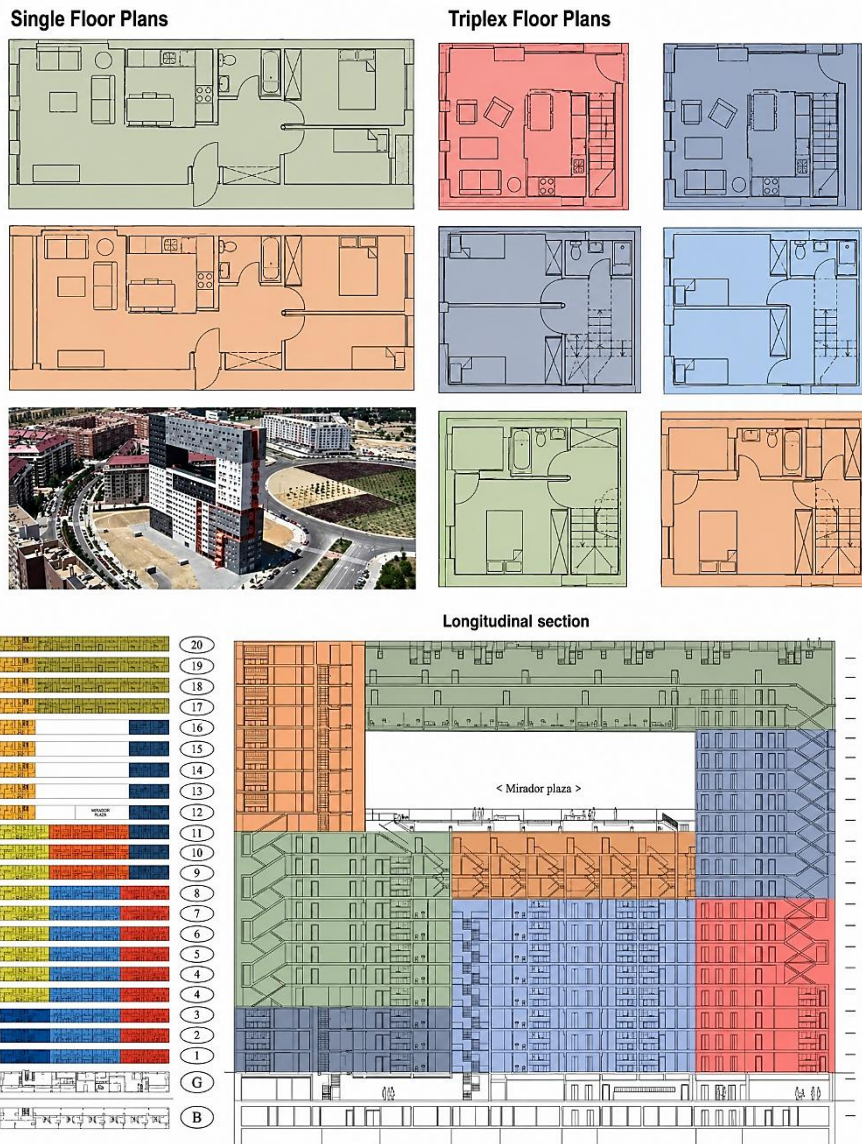 Single Floor Plans
Triplex Floor Plans
Longitudinal section
20
19
18
17
16
15
14
13
MIRADOR
PLAZA
12
< Mirador plaza >
11
10
9
8
7
6
5
4
4
3
2
1
G
B